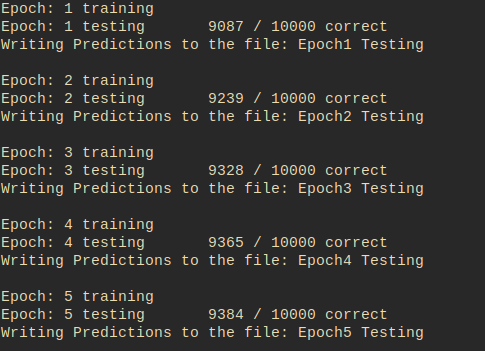 Epoch: 1 training
Epoch: 1 testing       9087 / 10000 correct
Writing Predictions to the file: Epoch1 Testing
Epoch: 2 training
Epoch: 2 testing       9239 / 10000 correct
Writing Predictions to the file: Epoch2 Testing
Epoch: 3 training
Epoch: 3 testing       9328 / 10000 correct
Writing Predictions to the file: Epoch3 Testing
Epoch: 4 training
Epoch: 4 testing       9365 / 10000 correct
Writing Predictions to the file: Epoch4 Testing
Epoch: 5 training
Epoch: 5 testing       9384 / 10000 correct
Writing Predictions to the file: Epoch5 Testing